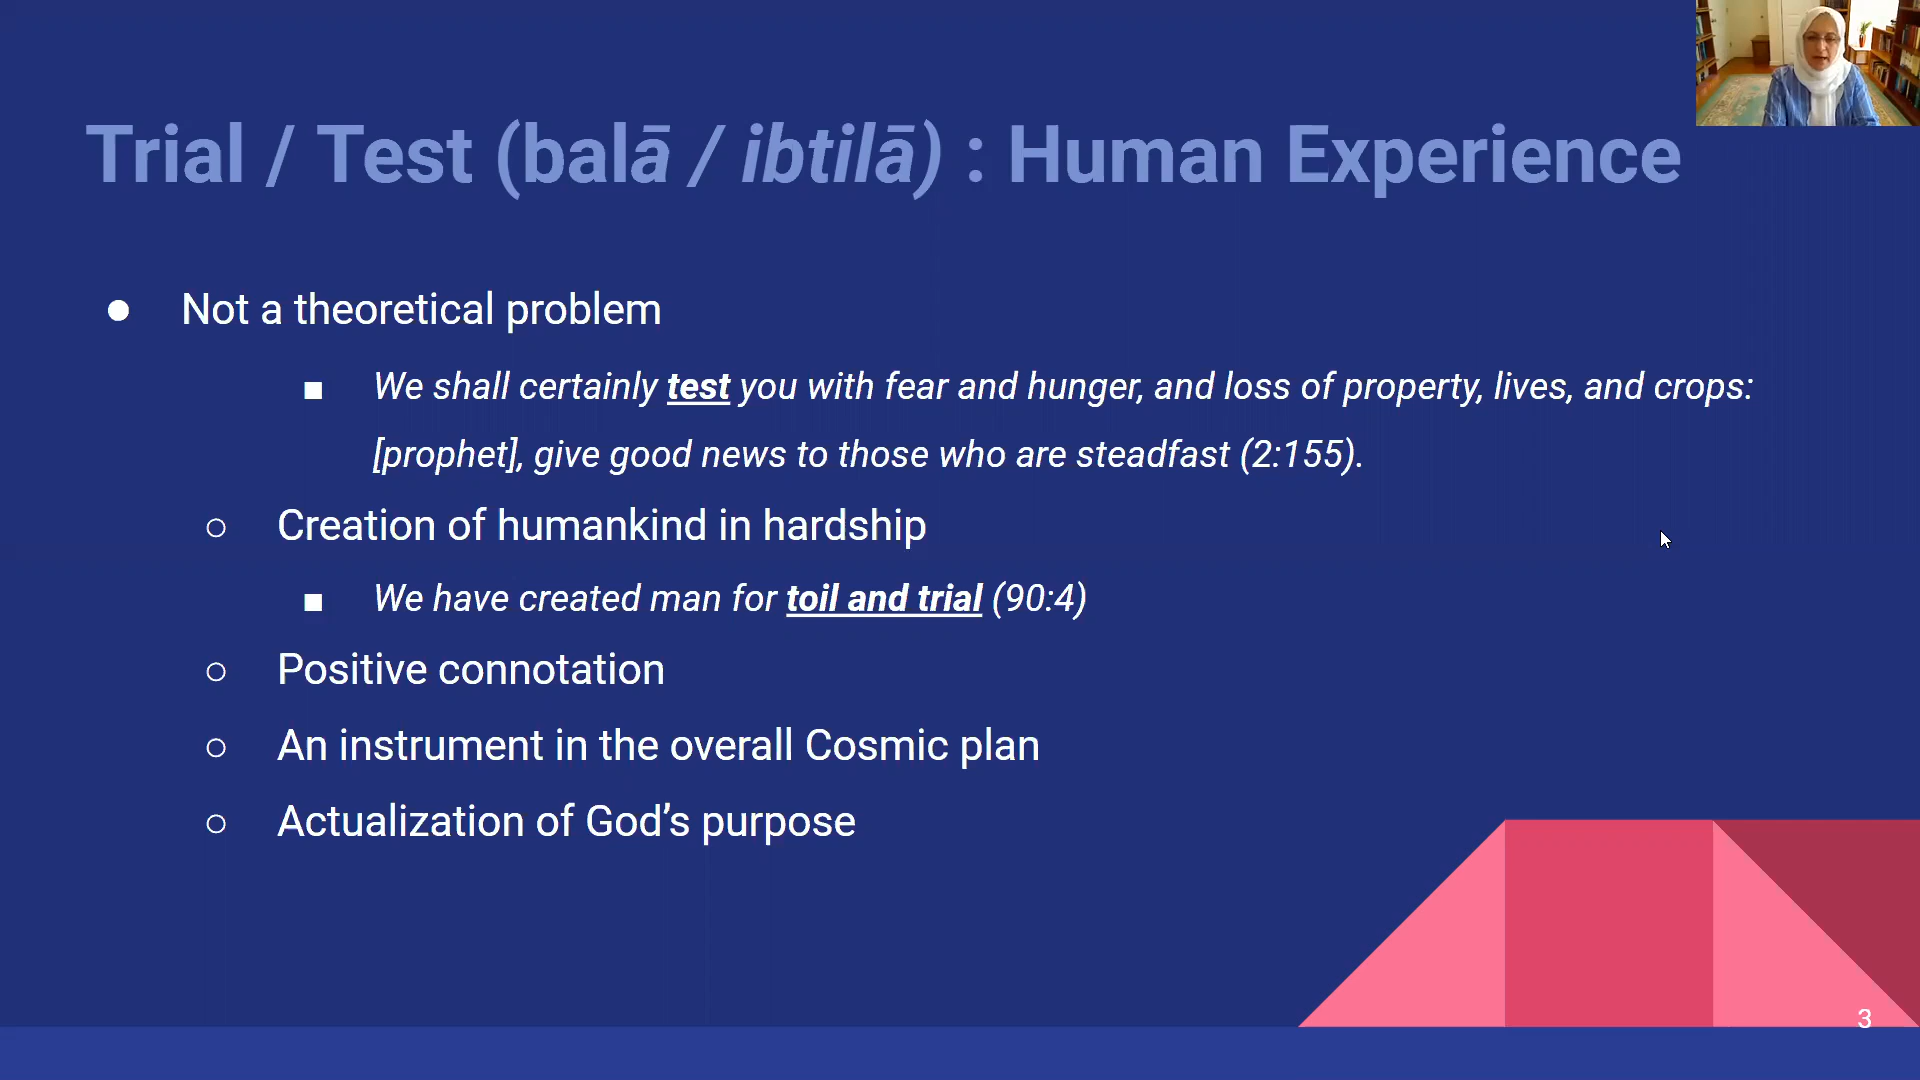 Trial / Test (balā / ibtilā) : Human Experience
● Not a theoretical problem
■ We shall certainly test you with fear and hunger, and loss of property, lives, and crops:
[prophet], give good news to those who are steadfast (2:155).
○ Creation of humankind in hardship
■ We have created man for toil and trial (90:4)
○ Positive connotation
○ An instrument in the overall Cosmic plan
○ Actualization of God’s purpose
3